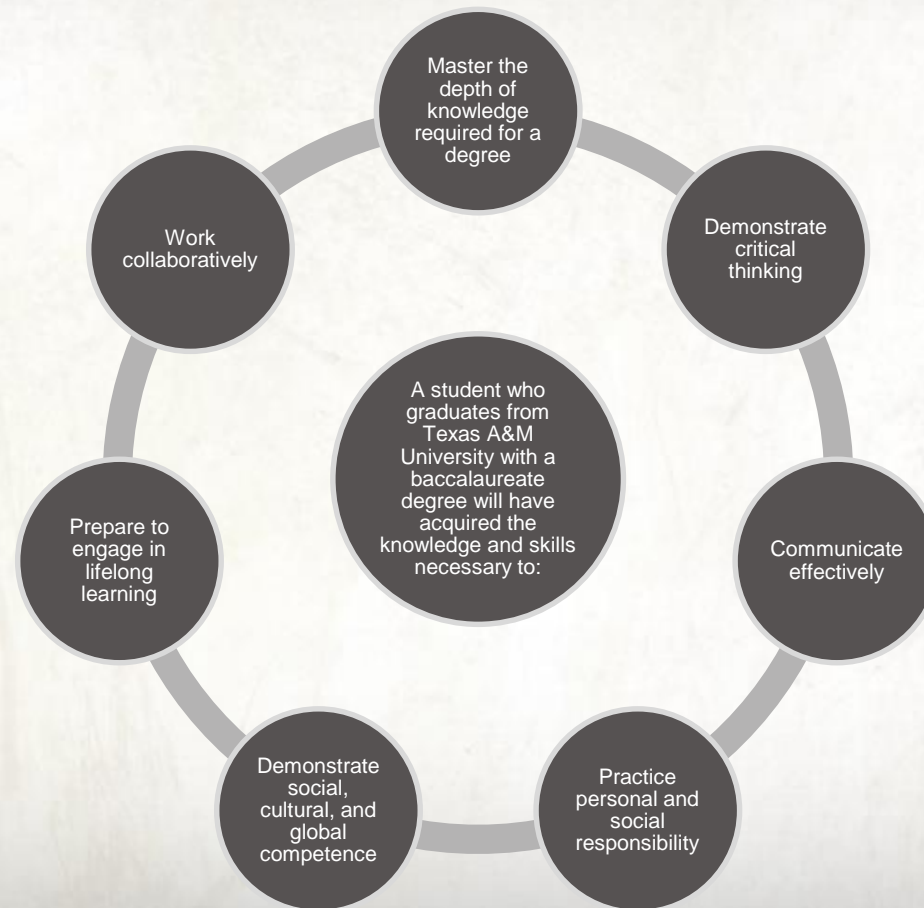 Master the
depth of
knowledge
required for a
degree
Demonstrate
critical
thinking
Communicate
effectively
Practice
personal and
social
responsibility
Demonstrate
social,
cultural, and
global
competence
Prepare to
engage in
lifelong
learning
Work
collaboratively
A student who
graduates from
Texas A&M
University with a
baccalaureate
degree will have
acquired the
knowledge and skills
necessary to: